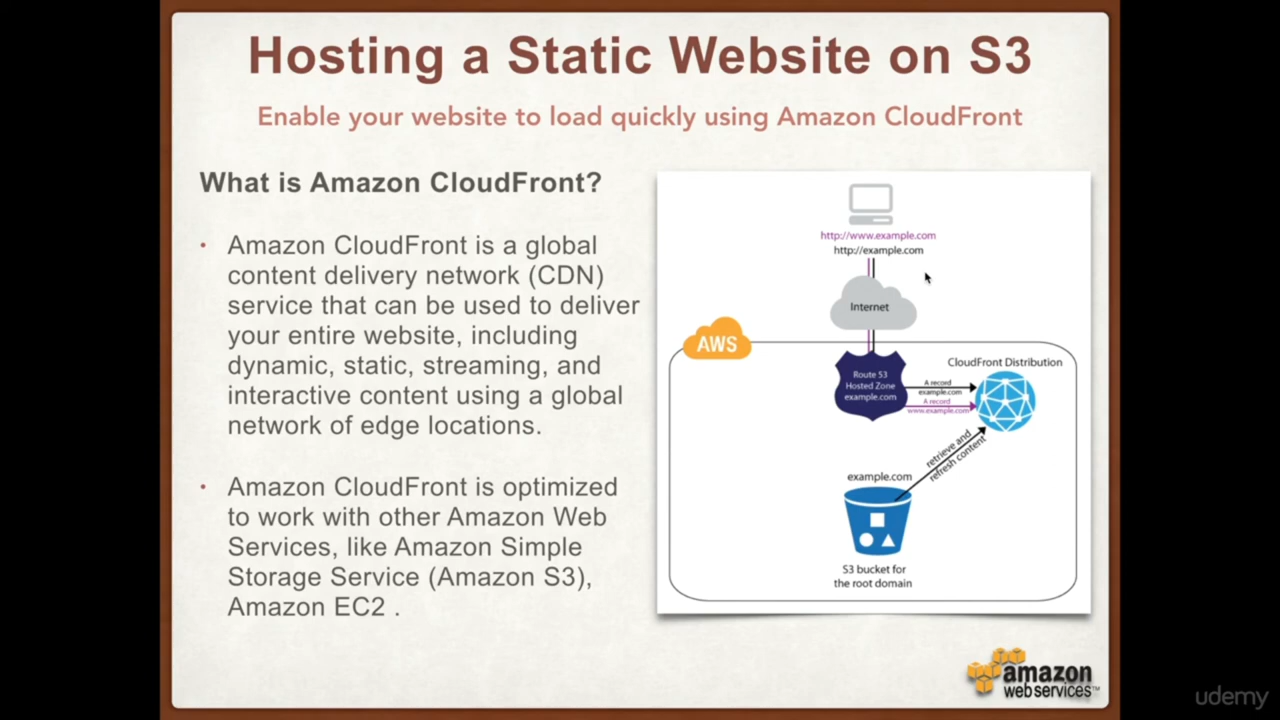 Hosting a Static Website on S3
Enable your website to load quickly using Amazon CloudFront
What is Amazon CloudFront?
• Amazon CloudFront is a global
content delivery network (CDN)
service that can be used to deliver
your entire website, including
dynamic, static, streaming, and
interactive content using a global
network of edge locations.
• Amazon CloudFront is optimized
to work with other Amazon Web
Services, like Amazon Simple
Storage Service (Amazon S3),
Amazon EC2 .
http://www.example.com
http://example.com
Internet
AWS
Route 53
Hosted Zone
example.com
A record
example.com
A record
www.example.com
CloudFront Distribution
retrieve and
refresh content
example.com
S3 bucket for
the root domain
amazon
web services™
udemy